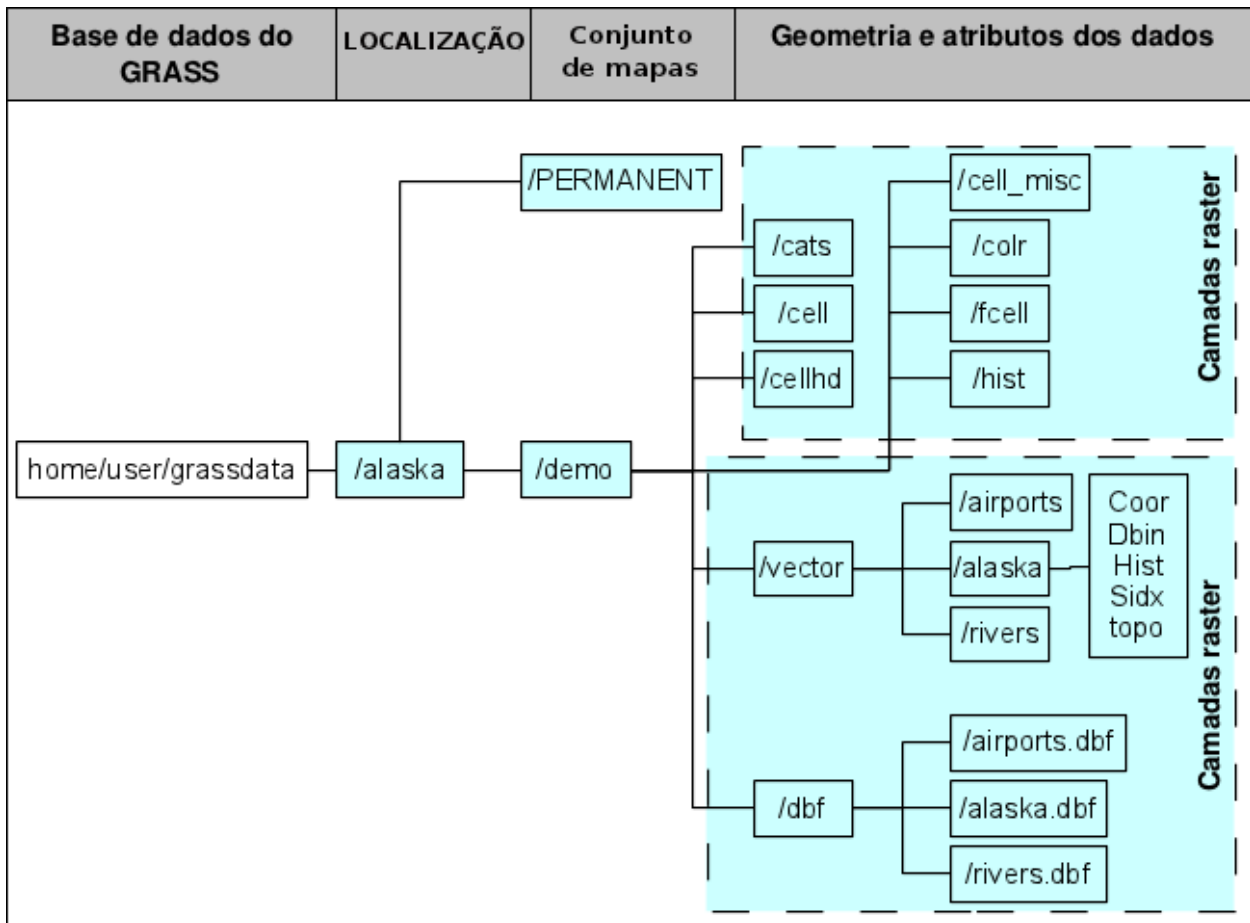 Base de dados do
GRASS
LOCALIZAÇÃO
Conjunto
de mapas
Geometria e atributos dos dados
/PERMANENT
/cell_misc
/cats
/colr
/cell
/fcell
/cellhd
/hist
Camadas raster
home/user/grassdata
/alaska
/demo
/vector
/airports
/alaska
/rivers
Coor
Dbin
Hist
Sidx
topo
/dbf
/airports.dbf
/alaska.dbf
/rivers.dbf
Camadas raster